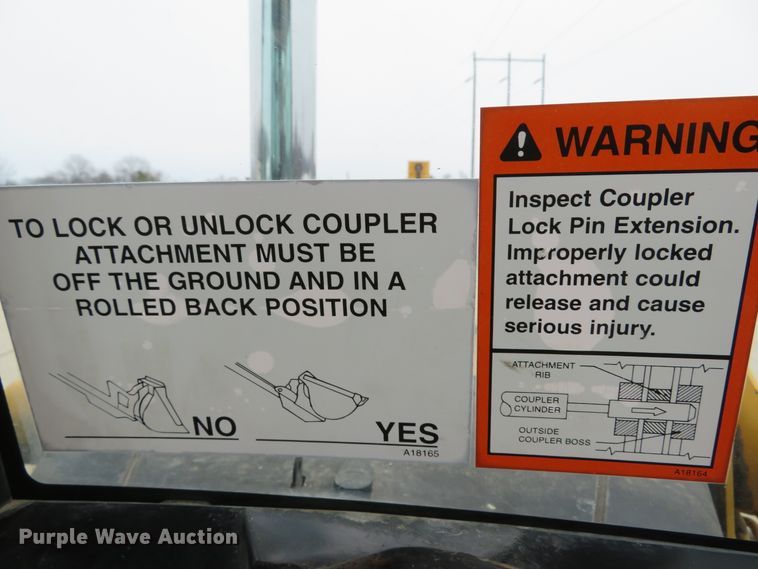 TO LOCK OR UNLOCK COUPLER
ATTACHMENT MUST BE
OFF THE GROUND AND IN A
ROLLED BACK POSITION
NO
YES
A18165
WARNING
Inspect Coupler
Lock Pin Extension.
Improperly locked
attachment could
release and cause
serious injury.
ATTACHMENT
RIB
COUPLER
CYLINDER
OUTSIDE
COUPLER BOSS
A18164
Purple Wave Auction